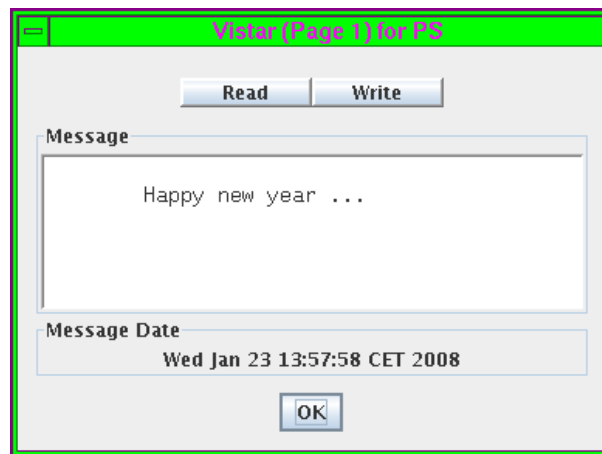 Vistar (Page 1) for PS
Read Write
Message
Happy new year ...
Message Date
Wed Jan 23 13:57:58 CET 2008
OK